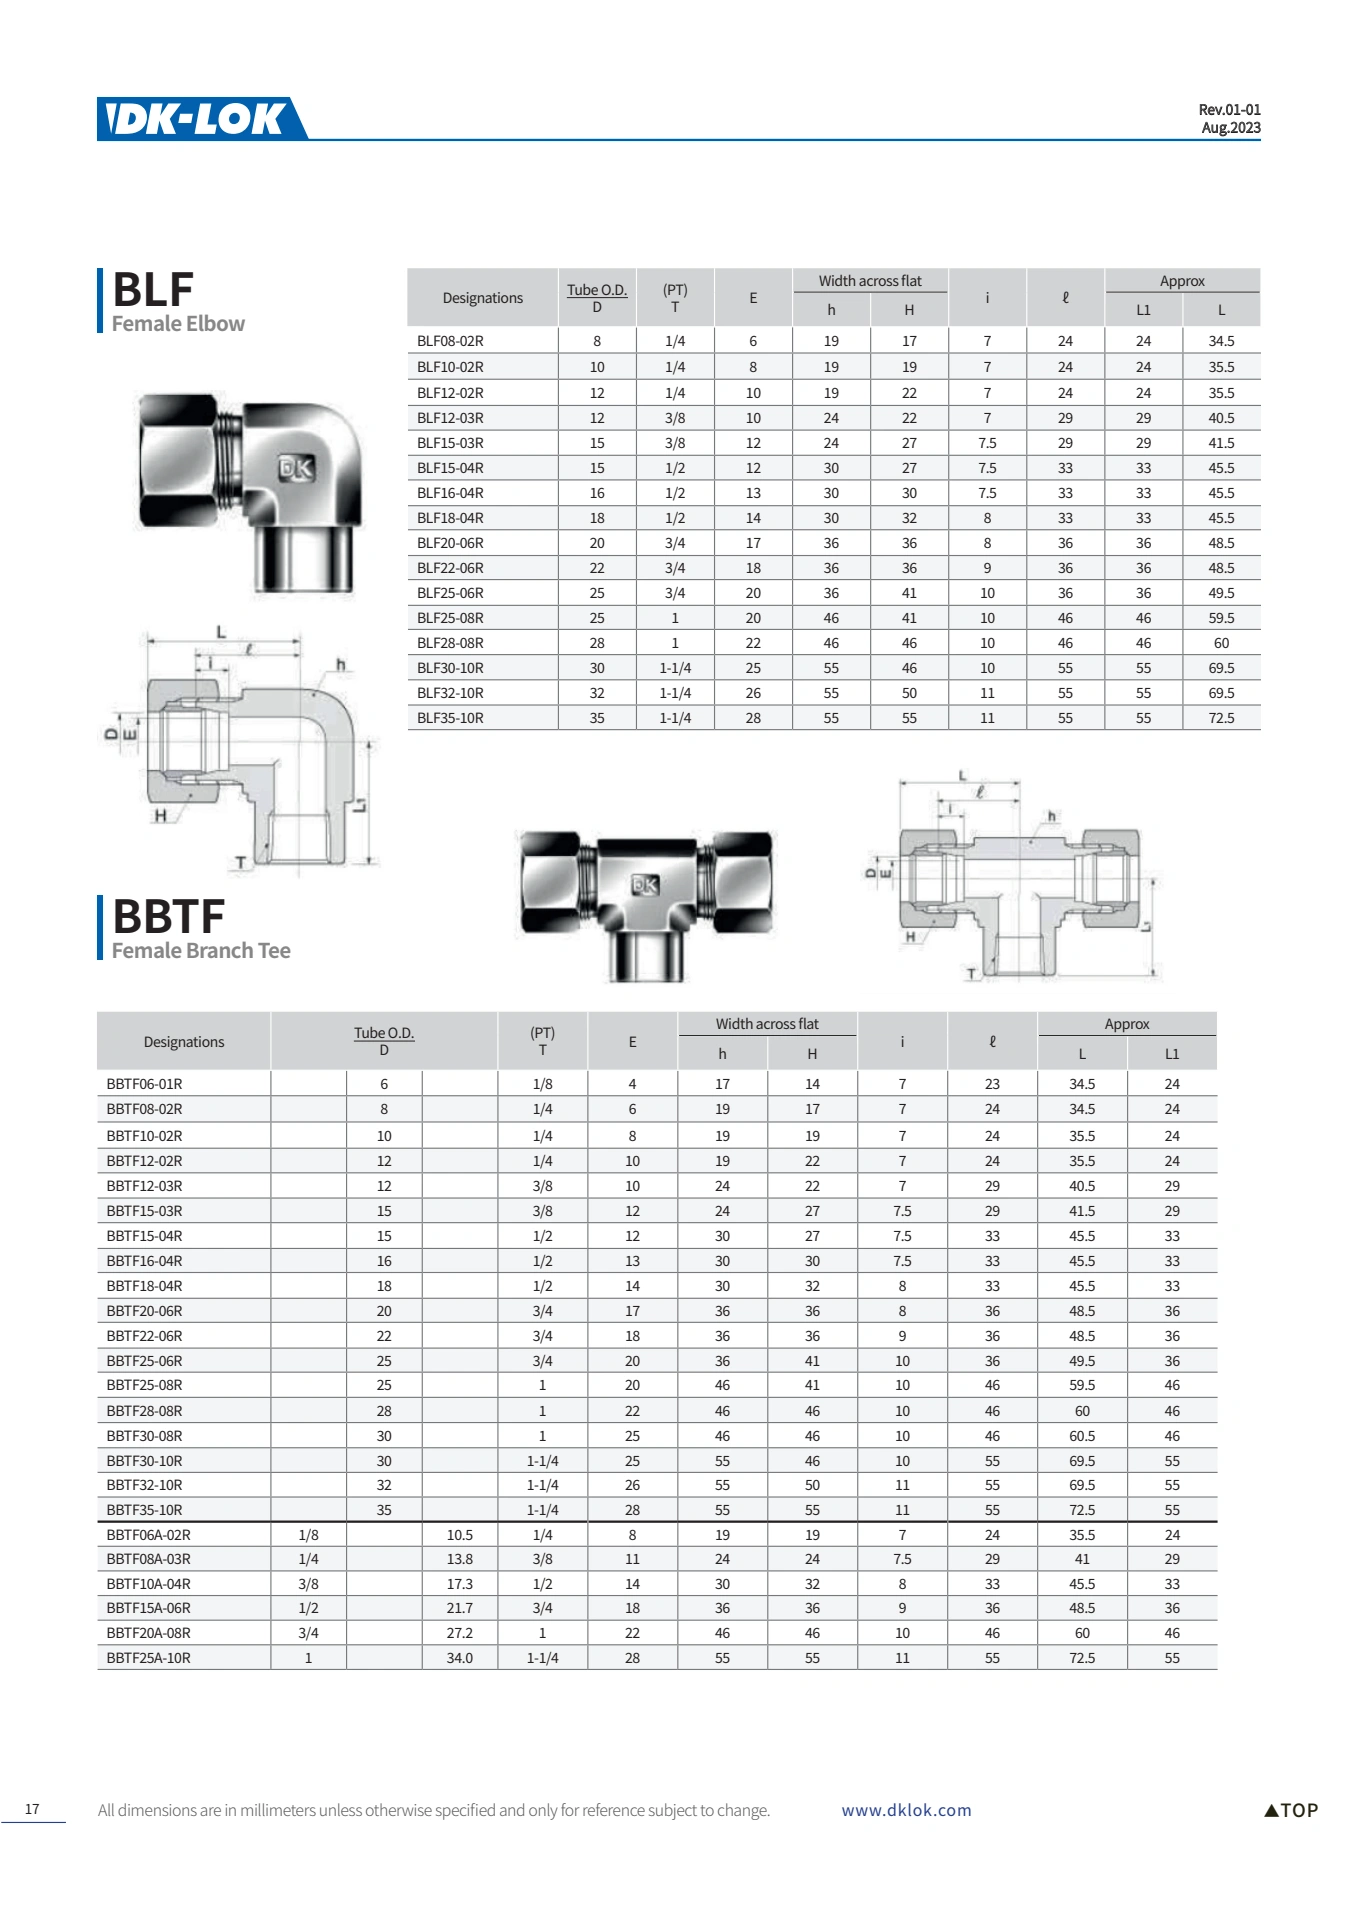 DK-LOK
Rev.01-01
Aug.2023
BLF
Female Elbow
Designations Tube O.D. D (PT) T E Width across flat h H i ℓ Approx L1 L
BLF08-02R 8 1/4 6 19 17 7 24 24 34.5
BLF10-02R 10 1/4 8 19 19 7 24 24 35.5
BLF12-02R 12 1/4 10 19 22 7 24 24 35.5
BLF12-03R 12 3/8 10 24 22 7 29 29 40.5
BLF15-03R 15 3/8 12 24 27 7.5 29 29 41.5
BLF15-04R 15 1/2 12 30 27 7.5 33 33 45.5
BLF16-04R 16 1/2 13 30 30 7.5 33 33 45.5
BLF18-04R 18 1/2 14 30 32 8 33 33 45.5
BLF20-06R 20 3/4 17 36 36 8 36 36 48.5
BLF22-06R 22 3/4 18 36 36 9 36 36 48.5
BLF25-06R 25 3/4 20 36 41 10 36 36 49.5
BLF25-08R 25 1 20 46 41 10 46 46 59.5
BLF28-08R 28 1 22 46 46 10 46 46 60
BLF30-10R 30 1-1/4 25 55 46 10 55 55 69.5
BLF32-10R 32 1-1/4 26 55 50 11 55 55 69.5
BLF35-10R 35 1-1/4 28 55 55 11 55 55 72.5
DK
L
ℓ
i h
D E
H L1
T
BBTF
Female Branch Tee
DK
L
ℓ
i h
D E
H L1
T
Designations Tube O.D. D (PT) T E Width across flat h H i ℓ Approx L L1
BBTF06-01R 6 1/8 4 17 14 7 23 34.5 24
BBTF08-02R 8 1/4 6 19 17 7 24 34.5 24
BBTF10-02R 10 1/4 8 19 19 7 24 35.5 24
BBTF12-02R 12 1/4 10 19 22 7 24 35.5 24
BBTF12-03R 12 3/8 10 24 22 7 29 40.5 29
BBTF15-03R 15 3/8 12 24 27 7.5 29 41.5 29
BBTF15-04R 15 1/2 12 30 27 7.5 33 45.5 33
BBTF16-04R 16 1/2 13 30 30 7.5 33 45.5 33
BBTF18-04R 18 1/2 14 30 32 8 33 45.5 33
BBTF20-06R 20 3/4 17 36 36 8 36 48.5 36
BBTF22-06R 22 3/4 18 36 36 9 36 48.5 36
BBTF25-06R 25 3/4 20 36 41 10 36 49.5 36
BBTF25-08R 25 1 20 46 41 10 46 59.5 46
BBTF28-08R 28 1 22 46 46 10 46 60 46
BBTF30-08R 30 1 25 46 46 10 46 60.5 46
BBTF30-10R 30 1-1/4 25 55 46 10 55 69.5 55
BBTF32-10R 32 1-1/4 26 55 50 11 55 69.5 55
BBTF35-10R 35 1-1/4 28 55 55 11 55 72.5 55
BBTF06A-02R 1/8 10.5 1/4 8 19 19 7 24 35.5 24
BBTF08A-03R 1/4 13.8 3/8 11 24 24 7.5 29 41 29
BBTF10A-04R 3/8 17.3 1/2 14 30 32 8 33 45.5 33
BBTF15A-06R 1/2 21.7 3/4 18 36 36 9 36 48.5 36
BBTF20A-08R 3/4 27.2 1 22 46 46 10 46 60 46
BBTF25A-10R 1 34.0 1-1/4 28 55 55 11 55 72.5 55
17 All dimensions are in millimeters unless otherwise specified and only for reference subject to change. www.dklok.com ▲TOP